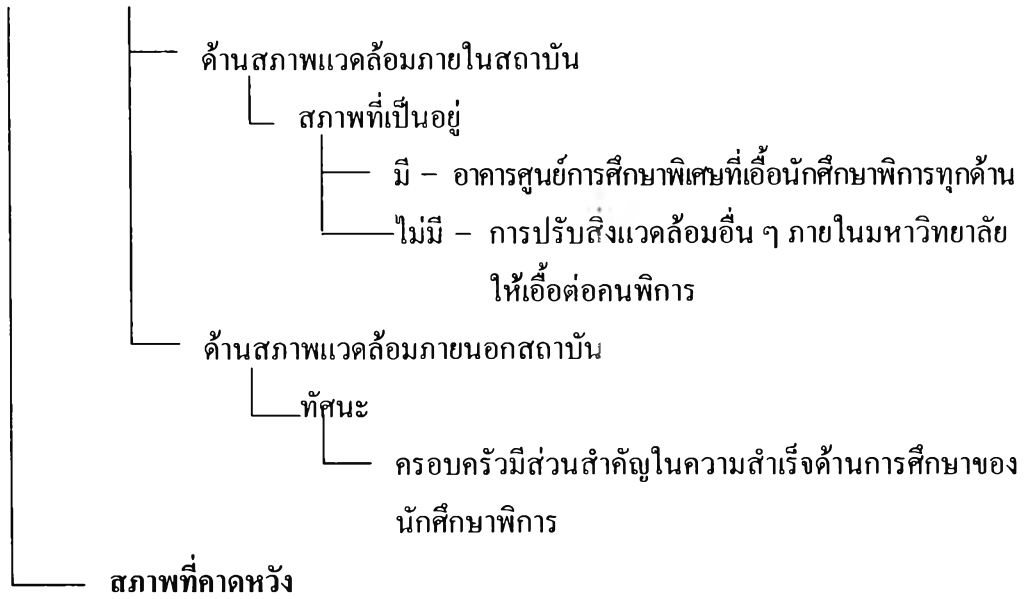 ด้านสภาพแวดล้อมภายในสถาบัน
สภาพที่เป็นอยู่
มี – อาคารศูนย์การศึกษาพิเศษที่เอื้อนักศึกษาพิการทุกด้าน
ไม่มี – การปรับสิ่งแวดล้อมอื่น ๆ ภายในมหาวิทยาลัย
ให้เอื้อต่อคนพิการ
ด้านสภาพแวดล้อมภายนอกสถาบัน
ทัศนะ
ครอบครัวมีส่วนสำคัญในความสำเร็จด้านการศึกษาของ
นักศึกษาพิการ
สภาพที่คาดหวัง